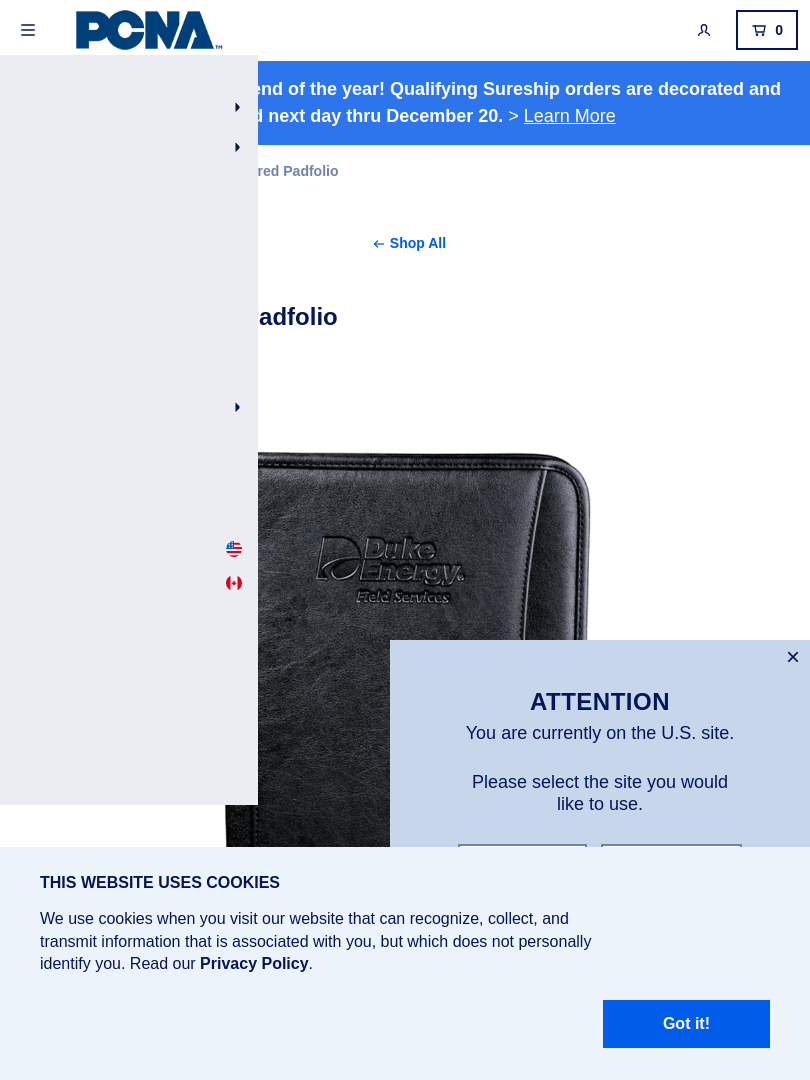 PCNA™
0
end of the year! Qualifying Sureship orders are decorated and
next day thru December 20. > Learn More
Padfolio
Shop All
Duke
Energy®
Field Services
ATTENTION
You are currently on the U.S. site.
Please select the site you would
like to use.
THIS WEBSITE USES COOKIES
We use cookies when you visit our website that can recognize, collect, and
transmit information that is associated with you, but which does not personally
identify you. Read our Privacy Policy.
Got it!